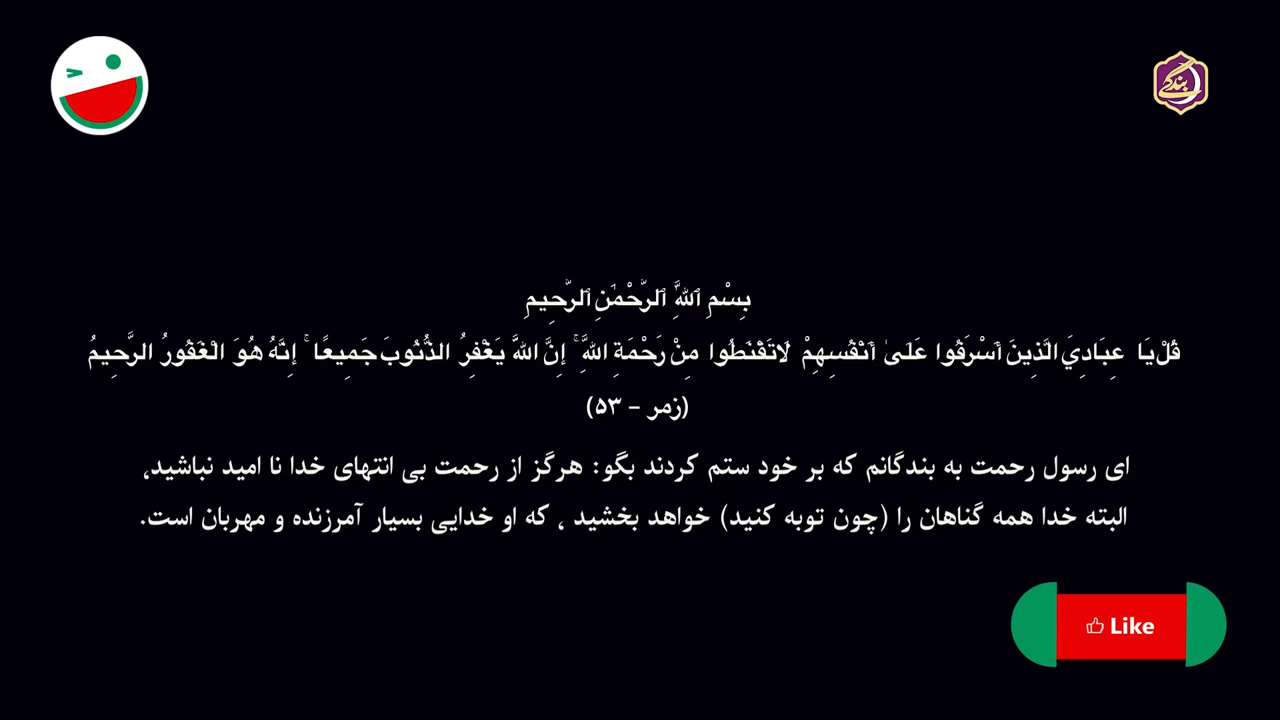 بندگی
بِسْمِ ٱللَّهِ ٱلرَّحْمَٰنِ ٱلرَّحِيمِ
قُلْ يَا عِبَادِيَ الَّذِينَ أَسْرَفُوا عَلَىٰ أَنْفُسِهِمْ لَاتَقْنَطُوا مِنْ رَحْمَةِ اللَّهِ ۚ إِنَّ اللَّهَ يَغْفِرُ الذُّنُوبَ جَمِيعًا ۚ إِنَّهُ هُوَ الْغَفُورُ الرَّحِيمُ
(زمر - ۵۳)
ای رسول رحمت به بندگانم که بر خود ستم کردند بگو: هرگز از رحمت بی انتهای خدا نا امید نباشید،
البته خدا همه گناهان را (چون توبه کنید) خواهد بخشید ، که او خدایی بسیار آمرزنده و مهربان است.
Like